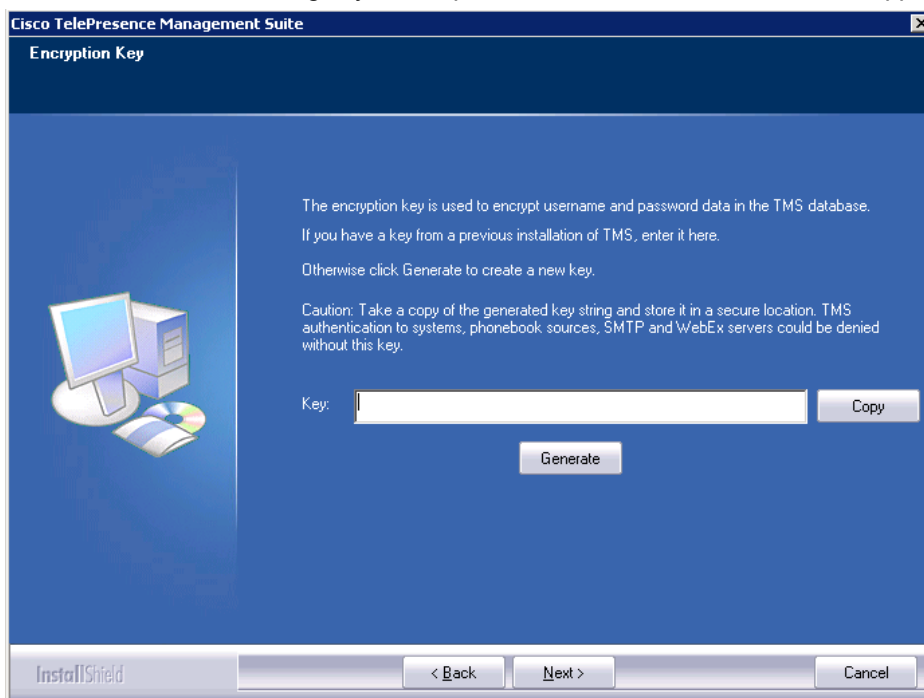 Cisco TelePresence Management Suite
Encryption Key
The encryption key is used to encrypt username and password data in the TMS database.
If you have a key from a previous installation of TMS, enter it here.
Otherwise click Generate to create a new key.
Caution: Take a copy of the generated key string and store it in a secure location. TMS
authentication to systems, phonebook sources, SMTP and WebEx servers could be denied
without this key.
Key:
Copy
Generate
InstallShield
< Back
Next >
Cancel